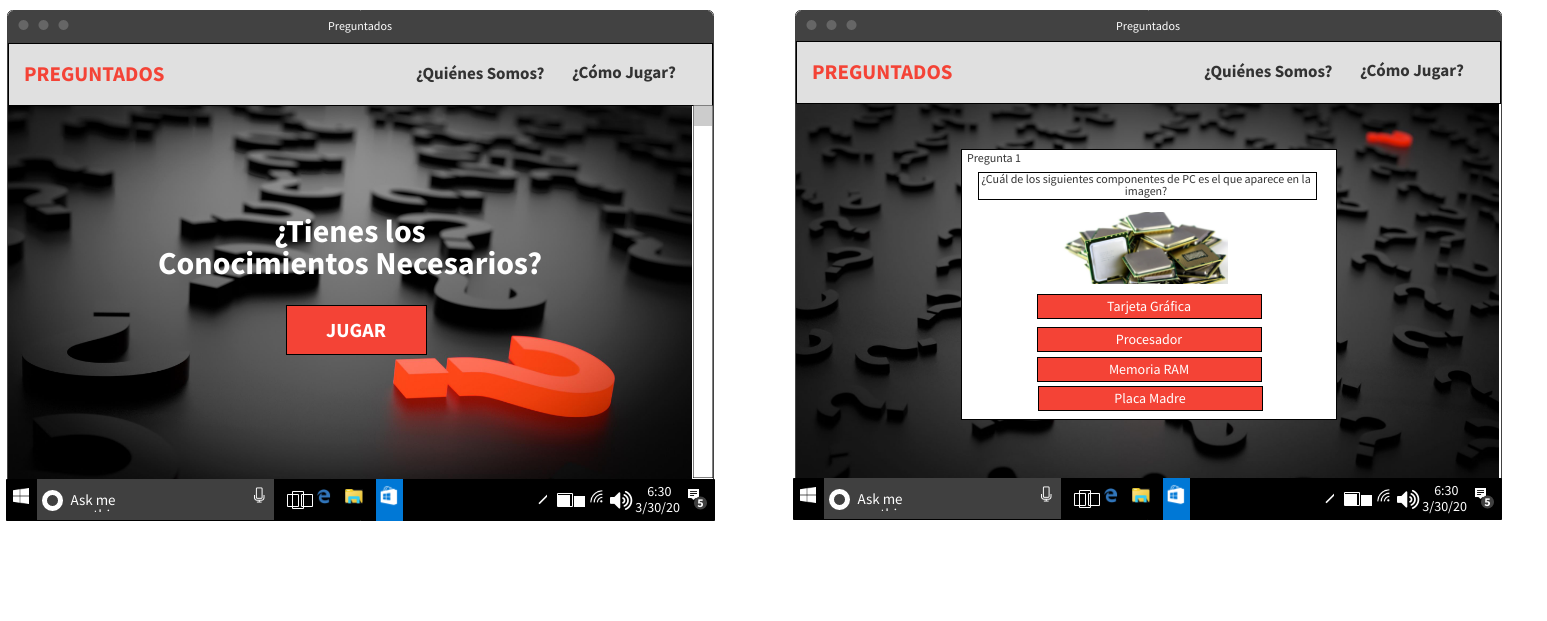 Preguntados
PREGUNTADOS
¿Quiénes Somos?
¿Cómo Jugar?
¿Tienes los
Conocimientos Necesarios?
JUGAR
Ask me
6:30
3/30/20
5
Preguntados
PREGUNTADOS
¿Quiénes Somos?
¿Cómo Jugar?
Pregunta 1
¿Cuál de los siguientes componentes de PC es el que aparece en la
imagen?
Tarjeta Gráfica
Procesador
Memoria RAM
Placa Madre
Ask me
6:30
3/30/20
5